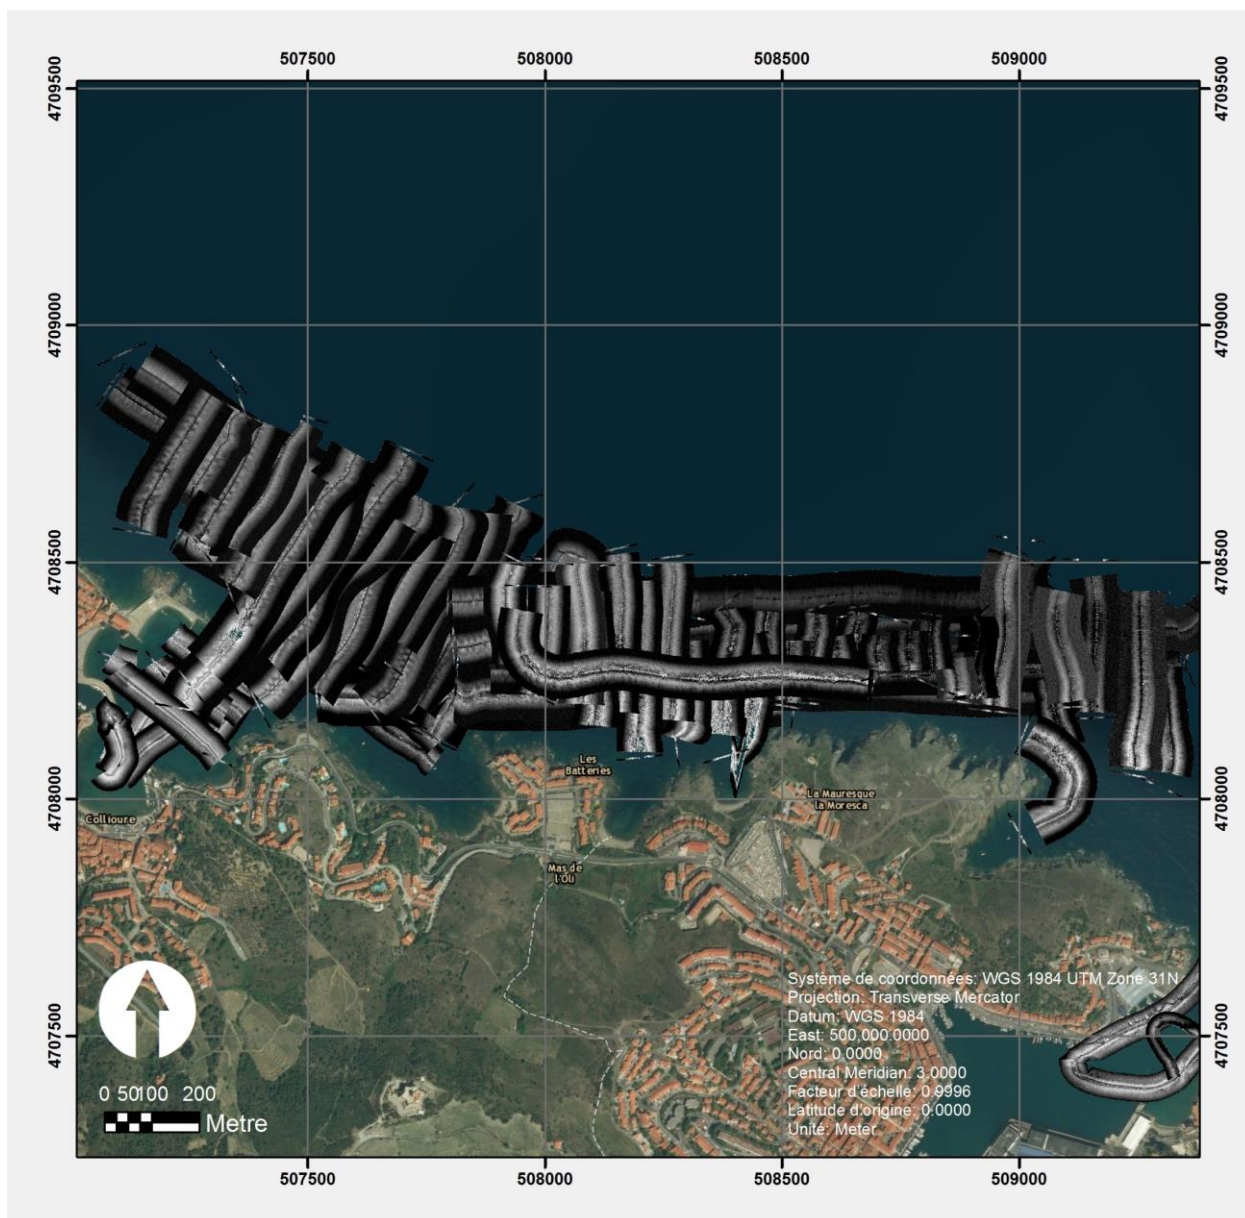 507500 508000 508500 509000
4709500
4709500
4709000
4709000
4708500
4708500
4708000
4708000
4707500
4707500
Les
Batteries
La Mauresque
la Moresca
Collioure
Mas de
l'Oli
Système de coordonnées: WGS 1984 UTM Zone 31N
Projection: Transverse Mercator
Datum: WGS 1984
East: 500,000.0000
Nord: 0.0000
Central Meridian: 3.0000
Facteur d'échelle: 0.9996
Latitude d'origine: 0.0000
Unité: Meter
0 50100 200
Metre
507500 508000 508500 509000